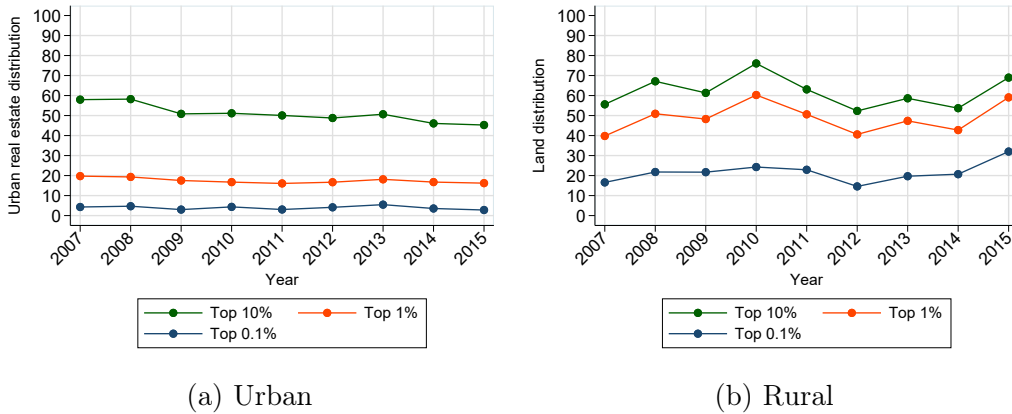 Urban real estate distribution
100
90
80
70
60
50
40
30
20
10
0
2007 2008 2009 2010 2011 2012 2013 2014 2015
Year
Top 10% Top 1%
Top 0.1%
(a) Urban
Land distribution
100
90
80
70
60
50
40
30
20
10
0
2007 2008 2009 2010 2011 2012 2013 2014 2015
Year
Top 10% Top 1%
Top 0.1%
(b) Rural